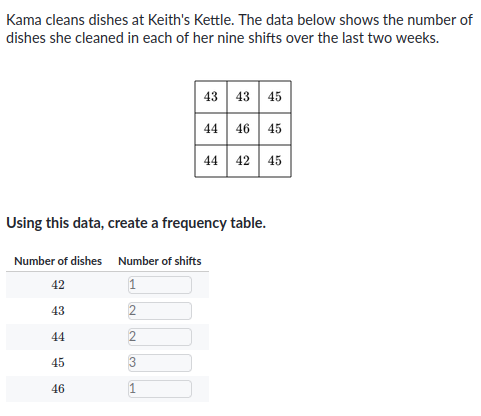 Kama cleans dishes at Keith's Kettle. The data below shows the number of
dishes she cleaned in each of her nine shifts over the last two weeks.
43 43 45
44 46 45
44 42 45
Using this data, create a frequency table.
Number of dishes Number of shifts
42 1
43 2
44 2
45 3
46 1